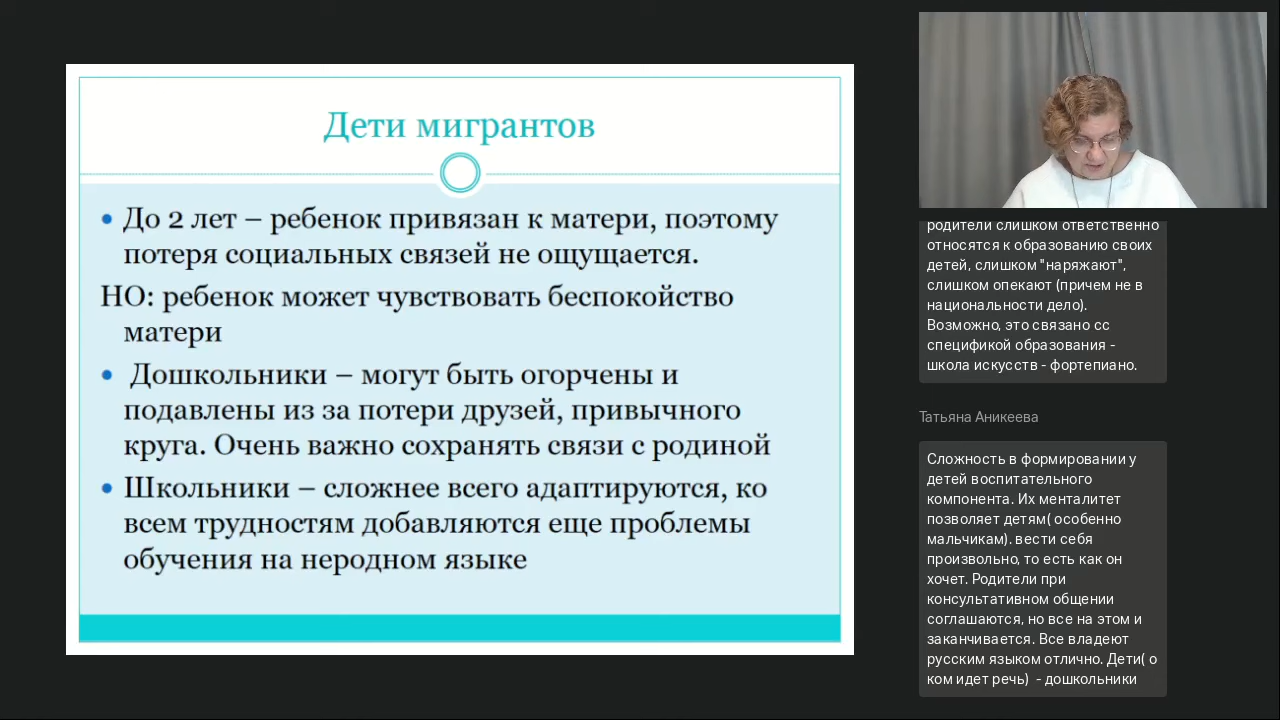 Дети мигрантов
• До 2 лет – ребенок привязан к матери, поэтому
потеря социальных связей не ощущается.
НО: ребенок может чувствовать беспокойство
матери
• Дошкольники – могут быть огорчены и
подавлены из за потери друзей, привычного
круга. Очень важно сохранять связи с родиной
• Школьники – сложнее всего адаптируются, ко
всем трудностям добавляются еще проблемы
обучения на неродном языке
родители слишком ответственно
относятся к образованию своих
детей, слишком "наряжают",
слишком опекают (причем не в
национальности дело).
Возможно, это связано сс
спецификой образования -
школа искусств - фортепиано.
Татьяна Аникеева
Сложность в формировании у
детей воспитательного
компонента. Их менталитет
позволяет детям( особенно
мальчикам). вести себя
произвольно, то есть как он
хочет. Родители при
консультативном общении
соглашаются, но все на этом и
заканчивается. Все владеют
русским языком отлично. Дети( о
ком идет речь)  - дошкольники